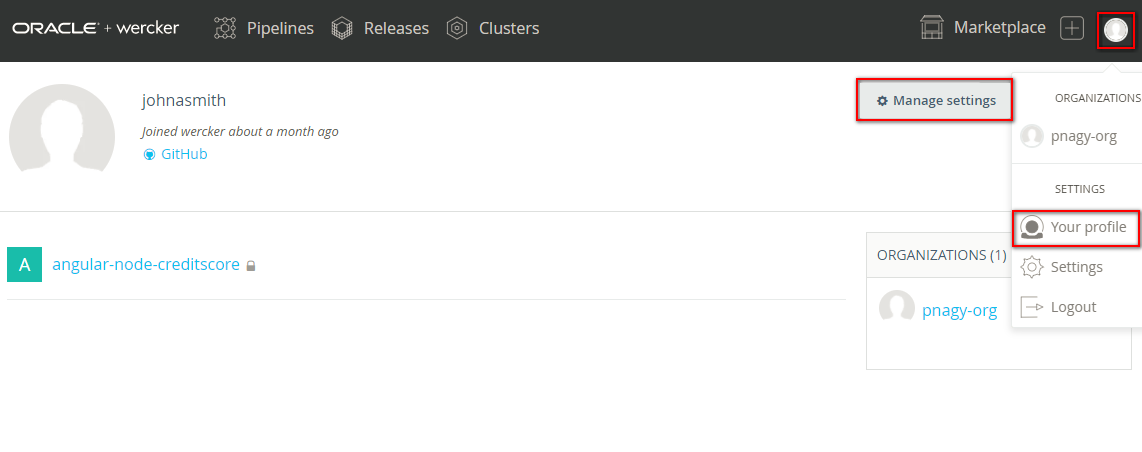 ORACLE + wercker Pipelines Releases Clusters Marketplace
johnasmith
Manage settings
Joined wercker about a month ago
GitHub
ORGANIZATIONS
pnagy-org
SETTINGS
Your profile
Settings
Logout
A angular-node-creditscore
ORGANIZATIONS (1)
pnagy-org